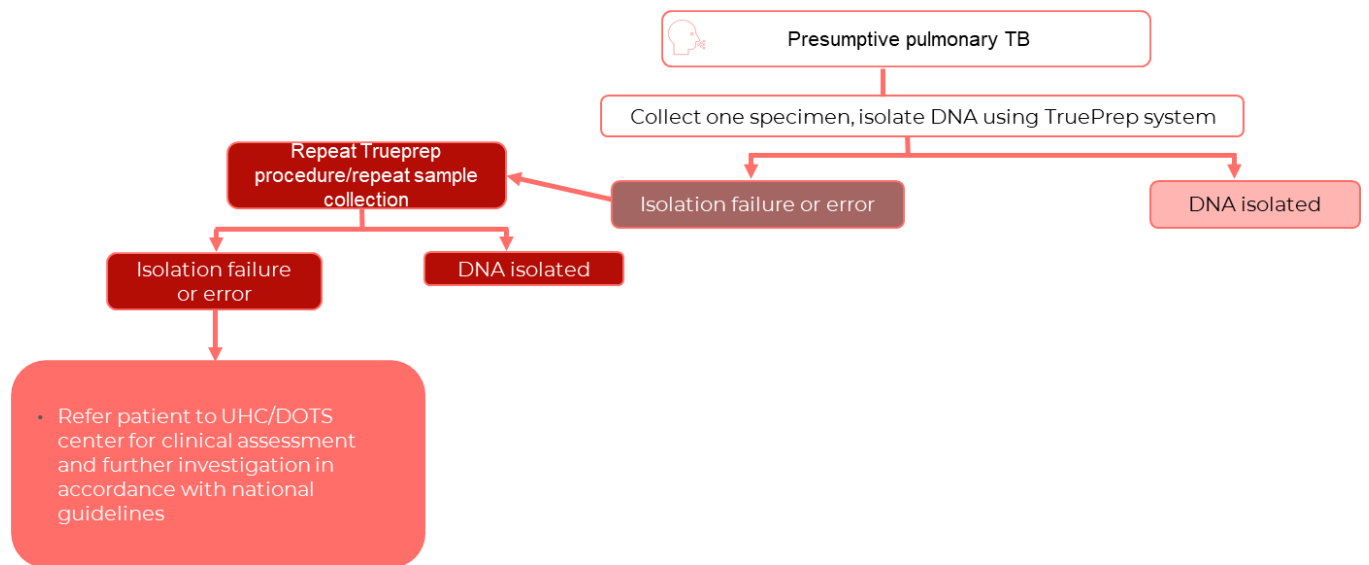 Presumptive pulmonary TB
Collect one specimen, isolate DNA using TruePrep system
Repeat Trueprep
procedure/repeat sample
collection
Isolation failure or error
DNA isolated
Isolation failure
or error
DNA isolated
• Refer patient to UHC/DOTS
center for clinical assessment
and further investigation in
accordance with national
guidelines